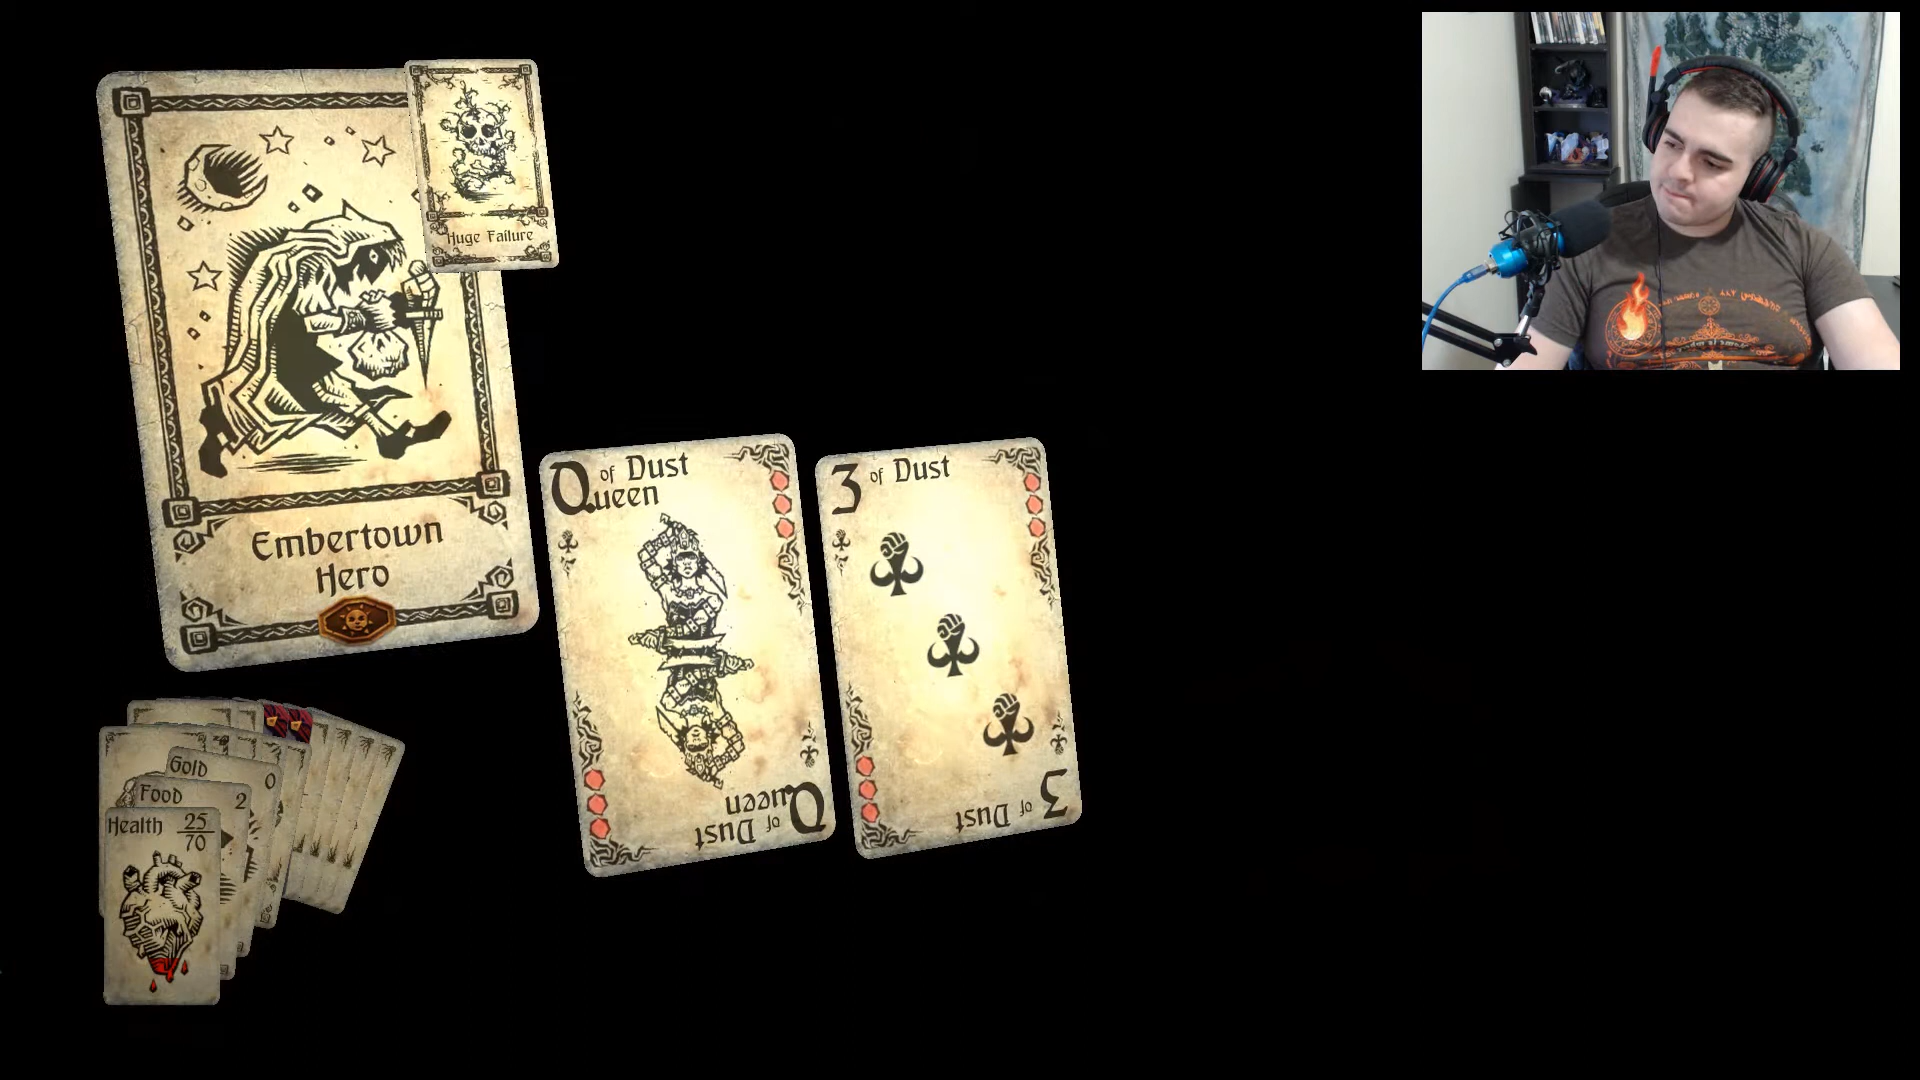 Huge Failure
Embertown
Hero
Q of Dust
Queen
Q of Dust
Queen
3 of Dust
3 of Dust
Gold 0
Food 2
Health 25
70